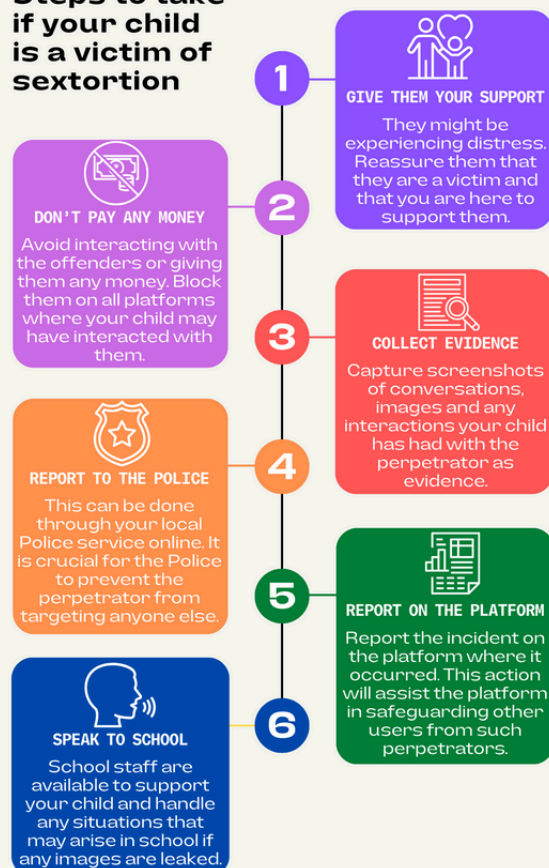 Steps to take
if your child
is a victim of
sextortion
1
GIVE THEM YOUR SUPPORT
They might be
experiencing distress.
Reassure them that
they are a victim and
that you are here to
support them.
2
DON'T PAY ANY MONEY
Avoid interacting with
the offenders or giving
them any money. Block
them on all platforms
where your child may
have interacted with
them.
3
COLLECT EVIDENCE
Capture screenshots
of conversations,
images and any
interactions your child
has had with the
perpetrator as
evidence.
4
REPORT TO THE POLICE
This can be done
through your local
Police service online. It
is crucial for the Police
to prevent the
perpetrator from
targeting anyone else.
5
REPORT ON THE PLATFORM
Report the incident on
the platform where it
occurred. This action
will assist the platform
in safeguarding other
users from such
perpetrators.
6
SPEAK TO SCHOOL
School staff are
available to support
your child and handle
any situations that
may arise in school if
any images are leaked.